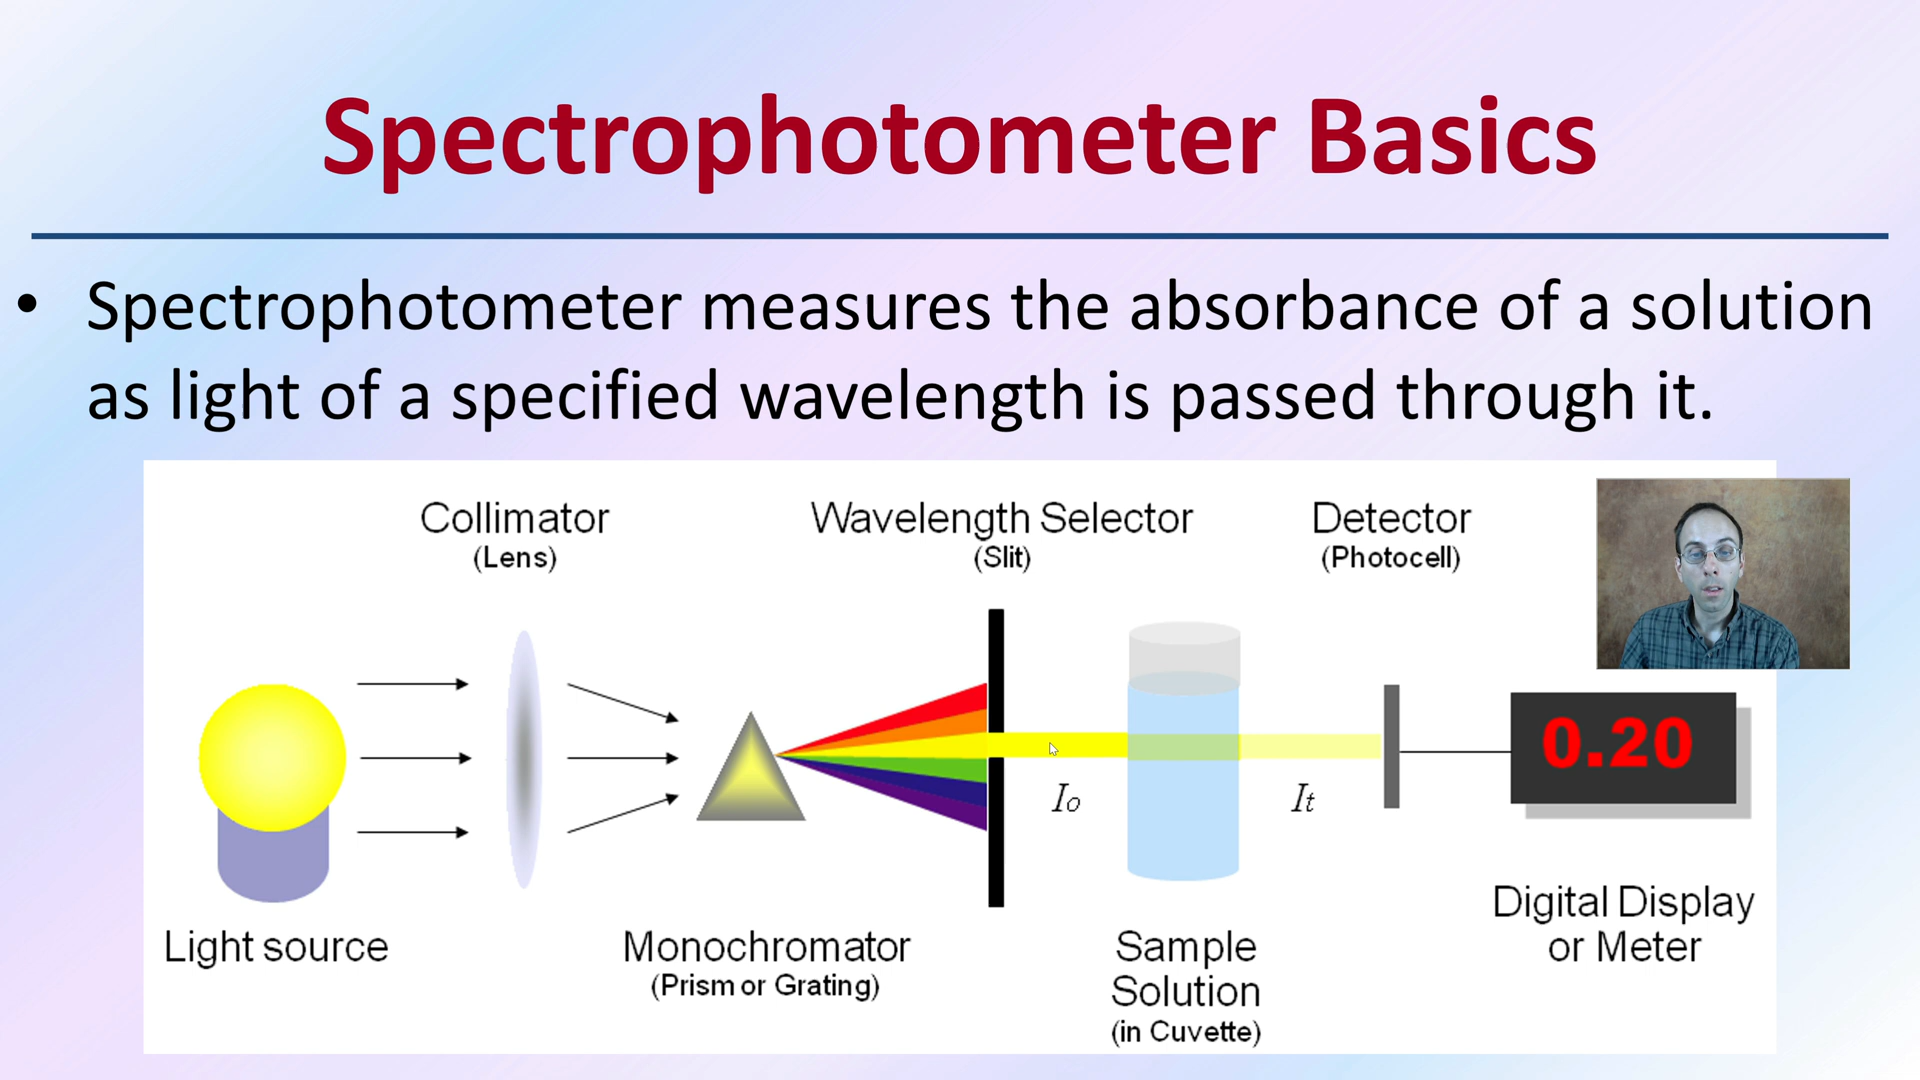 Spectrophotometer Basics
• Spectrophotometer measures the absorbance of a solution
as light of a specified wavelength is passed through it.
Collimator
(Lens)
Wavelength Selector
(Slit)
Detector
(Photocell)
0.20
Io
It
Light source
Monochromator
(Prism or Grating)
Sample
Solution
(in Cuvette)
Digital Display
or Meter